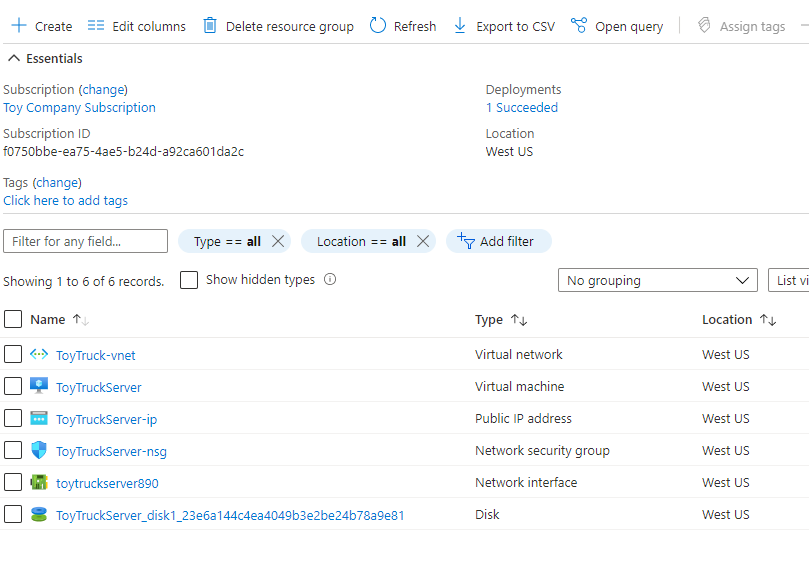 Create Edit columns Delete resource group Refresh Export to CSV Open query Assign tags
Essentials
Subscription (change) Deployments
Toy Company Subscription 1 Succeeded
Subscription ID Location
f0750bbe-ea75-4ae5-b24d-a92ca601da2c West US
Tags (change)
Click here to add tags
Filter for any field... Type == all Location == all Add filter
Showing 1 to 6 of 6 records. Show hidden types No grouping List vi
Name Type Location
ToyTruck-vnet Virtual network West US
ToyTruckServer Virtual machine West US
ToyTruckServer-ip Public IP address West US
ToyTruckServer-nsg Network security group West US
toytruckserver890 Network interface West US
ToyTruckServer_disk1_23e6a144c4ea4049b3e2be24b78a9e81 Disk West US